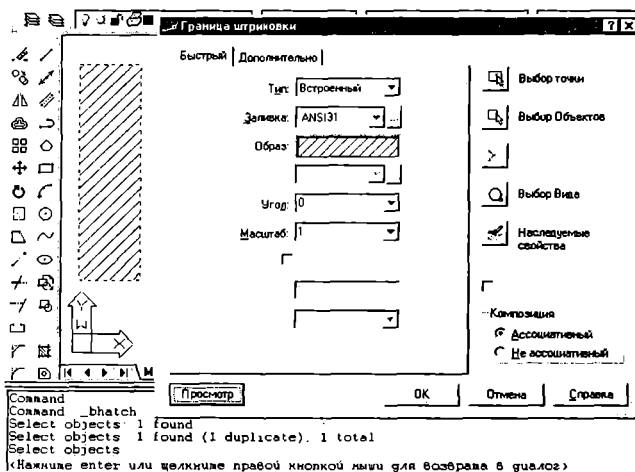 Граница штриховки
? X
Быстрый Дополнительно
Тип: Встроенный
Заливка: ANSI31 ...
Образ:
Угол: 0
Масштаб: 1
Выбор точки
Выбор Объектов
Выбор Вида
Наследуемые
свойства
Композиция
Ассоциативный
Не ассоциативный
Просмотр OK Отмена Справка
Y
W
X
M
Command
Command _bhatch
Select objects 1 found
Select objects 1 found (1 duplicate), 1 total
Select objects
<Нажмите enter или щелкните правой кнопкой мыши для возврата в диалог>